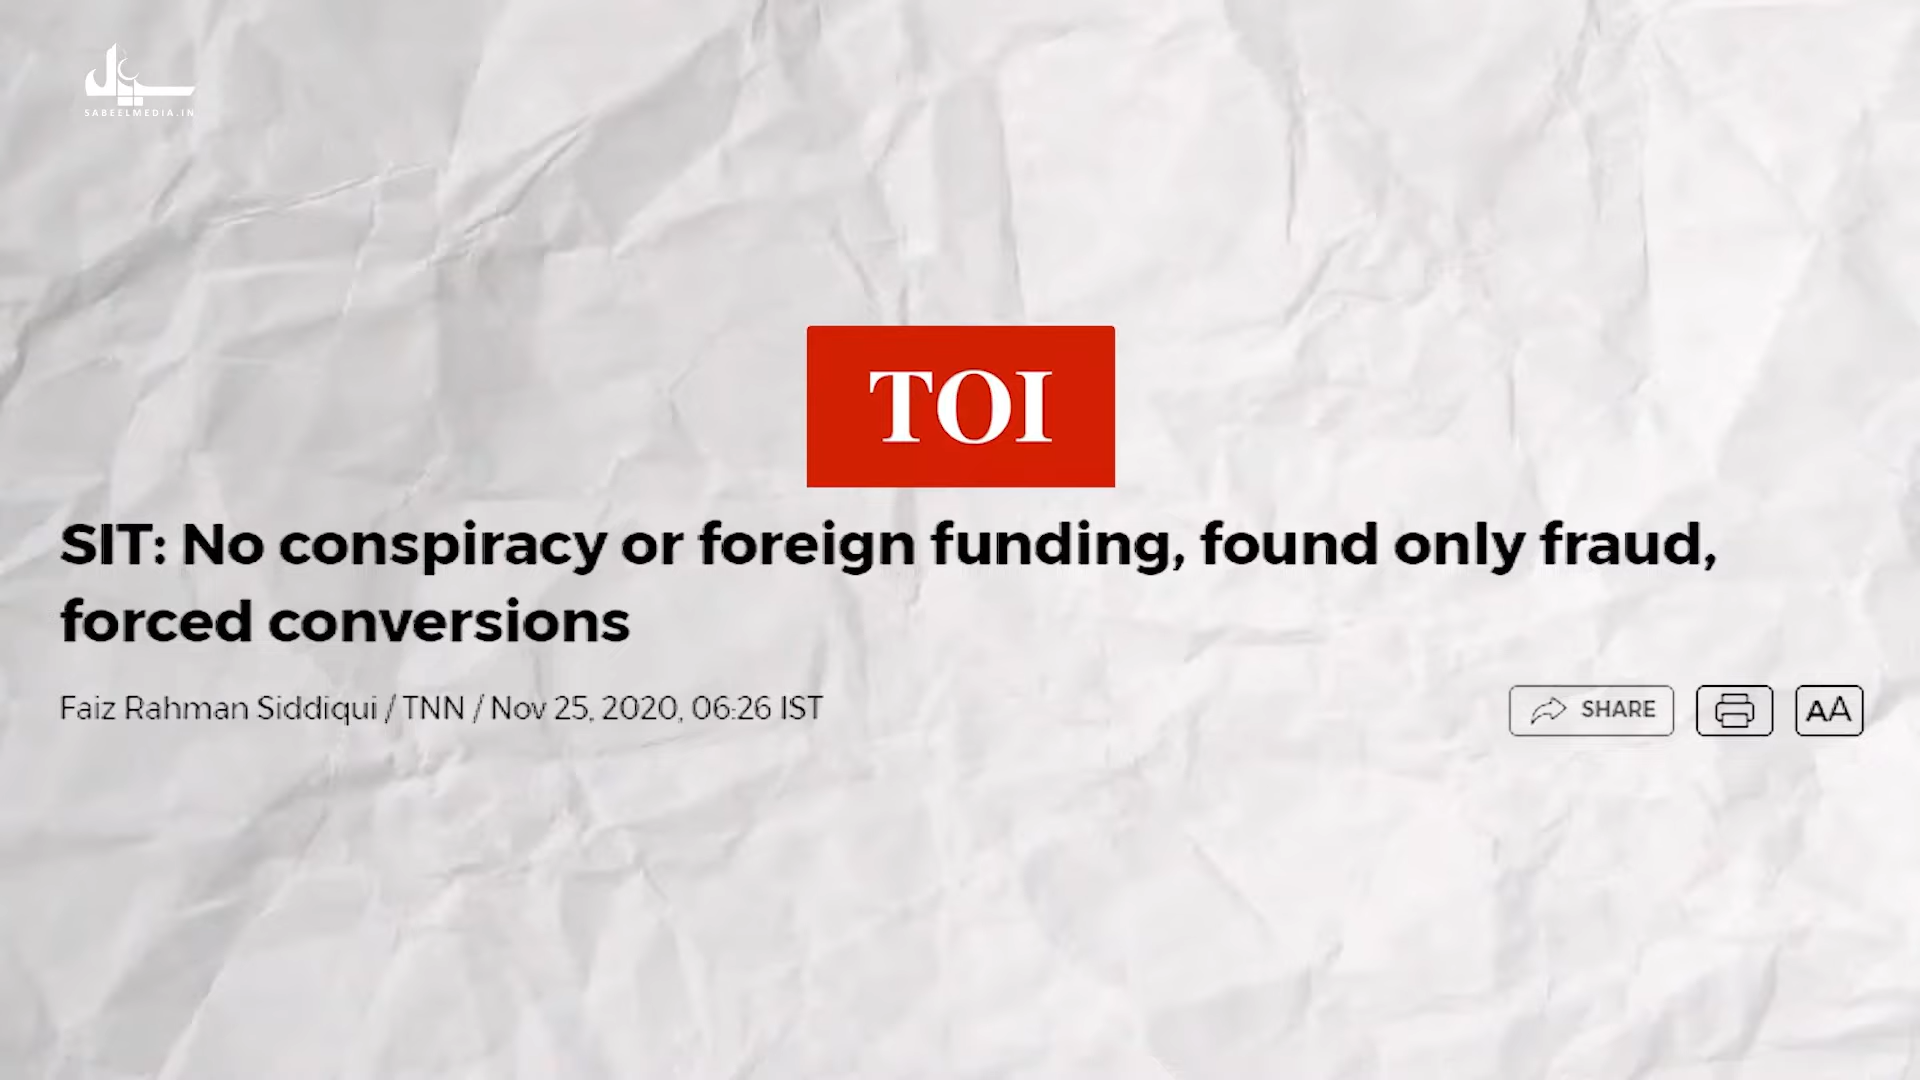 سبیل
SABEELMEDIA.IN
TOI
SIT: No conspiracy or foreign funding, found only fraud,
forced conversions
Faiz Rahman Siddiqui / TNN / Nov 25, 2020, 06:26 IST
SHARE
AA